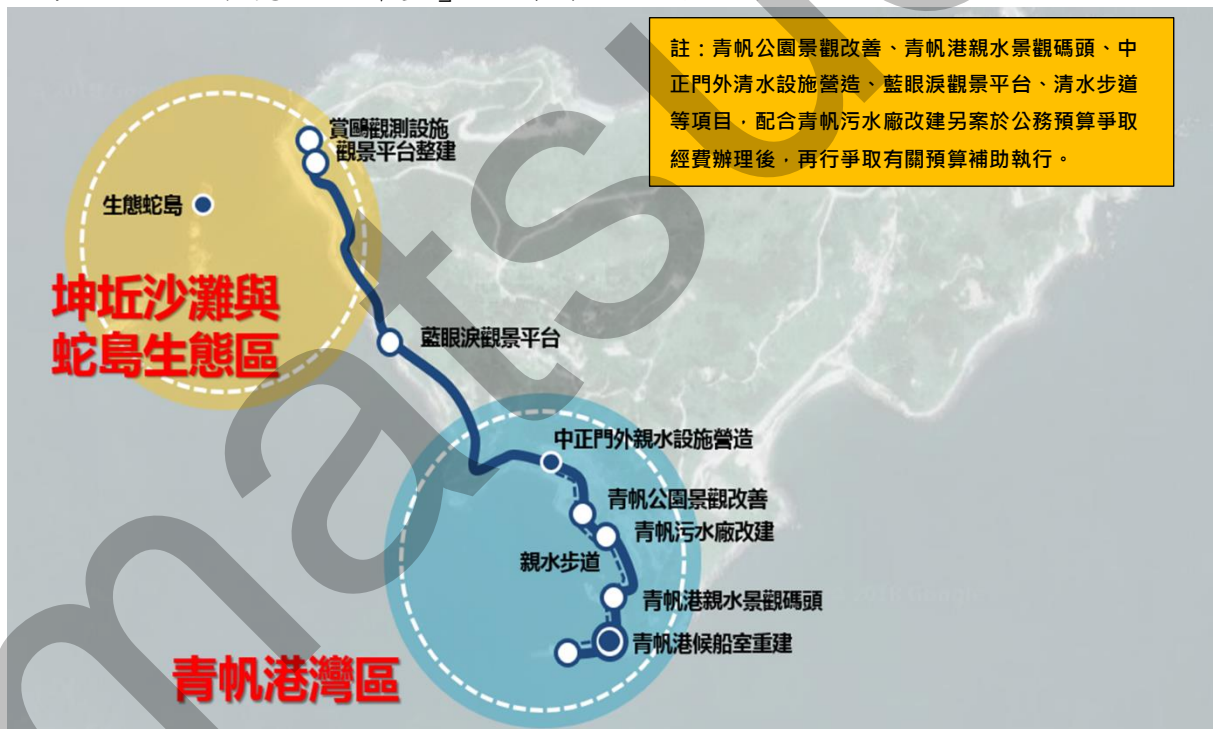 註：青帆公園景觀改善、青帆港親水景觀碼頭、中
正門外清水設施營造、藍眼淚觀景平台、清水步道
等項目，配合青帆污水廠改建另案於公務預算爭取
經費辦理後，再行爭取有關預算補助執行。
賞鷗觀測設施
觀景平台整建
生態蛇島
坤坵沙灘與
蛇島生態區
藍眼淚觀景平台
中正門外親水設施營造
青帆公園景觀改善
青帆污水廠改建
親水步道
青帆港親水景觀碼頭
青帆港候船室重建
青帆港灣區
matsu